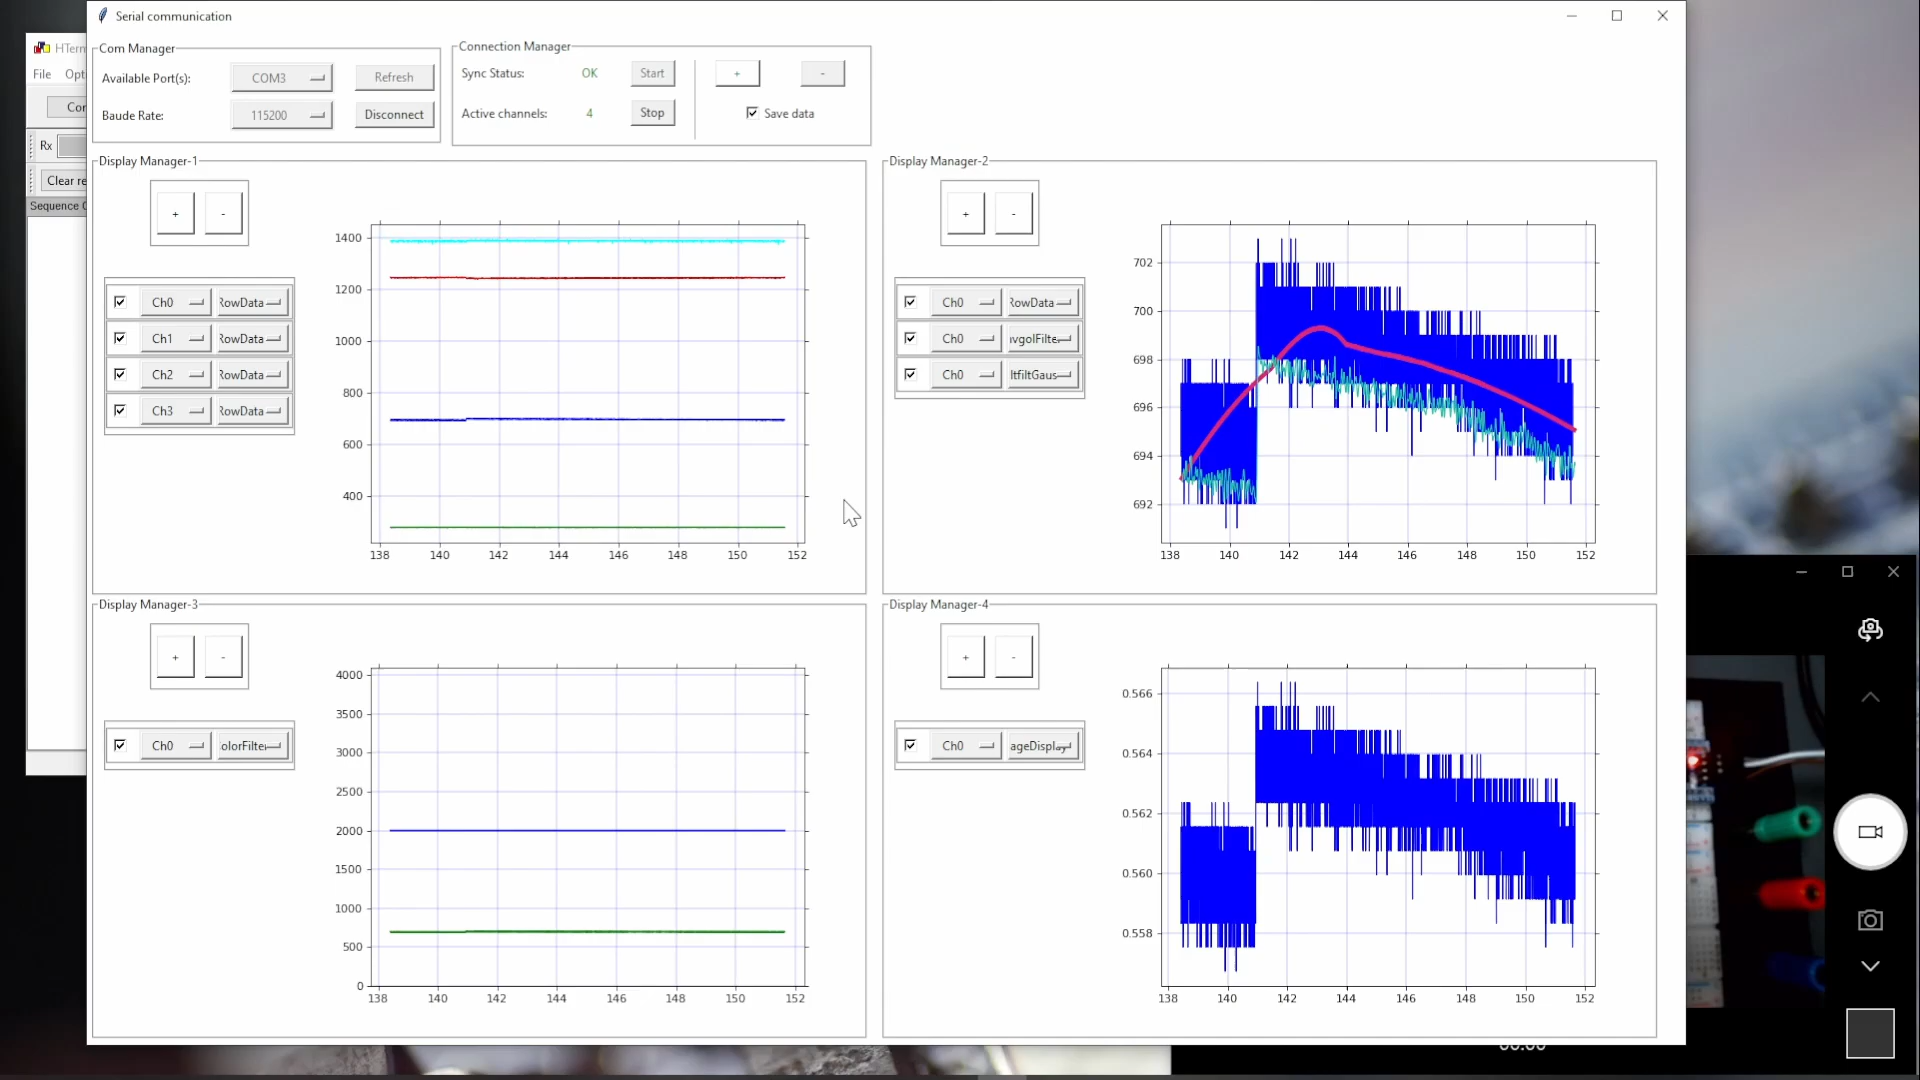 Serial communication
HTerm
File Opti
Rx
Clear re
Com Manager
Available Port(s): COM3 Refresh
Baude Rate: 115200 Disconnect
Connection Manager
Sync Status: OK Start + -
Active channels: 4 Stop Save data
Display Manager-1
+ -
Ch0 RowData
Ch1 RowData
Ch2 RowData
Ch3 RowData
1400
1200
1000
800
600
400
138 140 142 144 146 148 150 152
Display Manager-2
+ -
Ch0 RowData
Ch0 avgolFilte
Ch0 ltfiltGaus
702
700
698
696
694
692
138 140 142 144 146 148 150 152
Display Manager-3
+ -
Ch0 olorFilte
4000
3500
3000
2500
2000
1500
1000
500
0
138 140 142 144 146 148 150 152
Display Manager-4
+ -
Ch0 ageDisplay
0.566
0.564
0.562
0.560
0.558
138 140 142 144 146 148 150 152